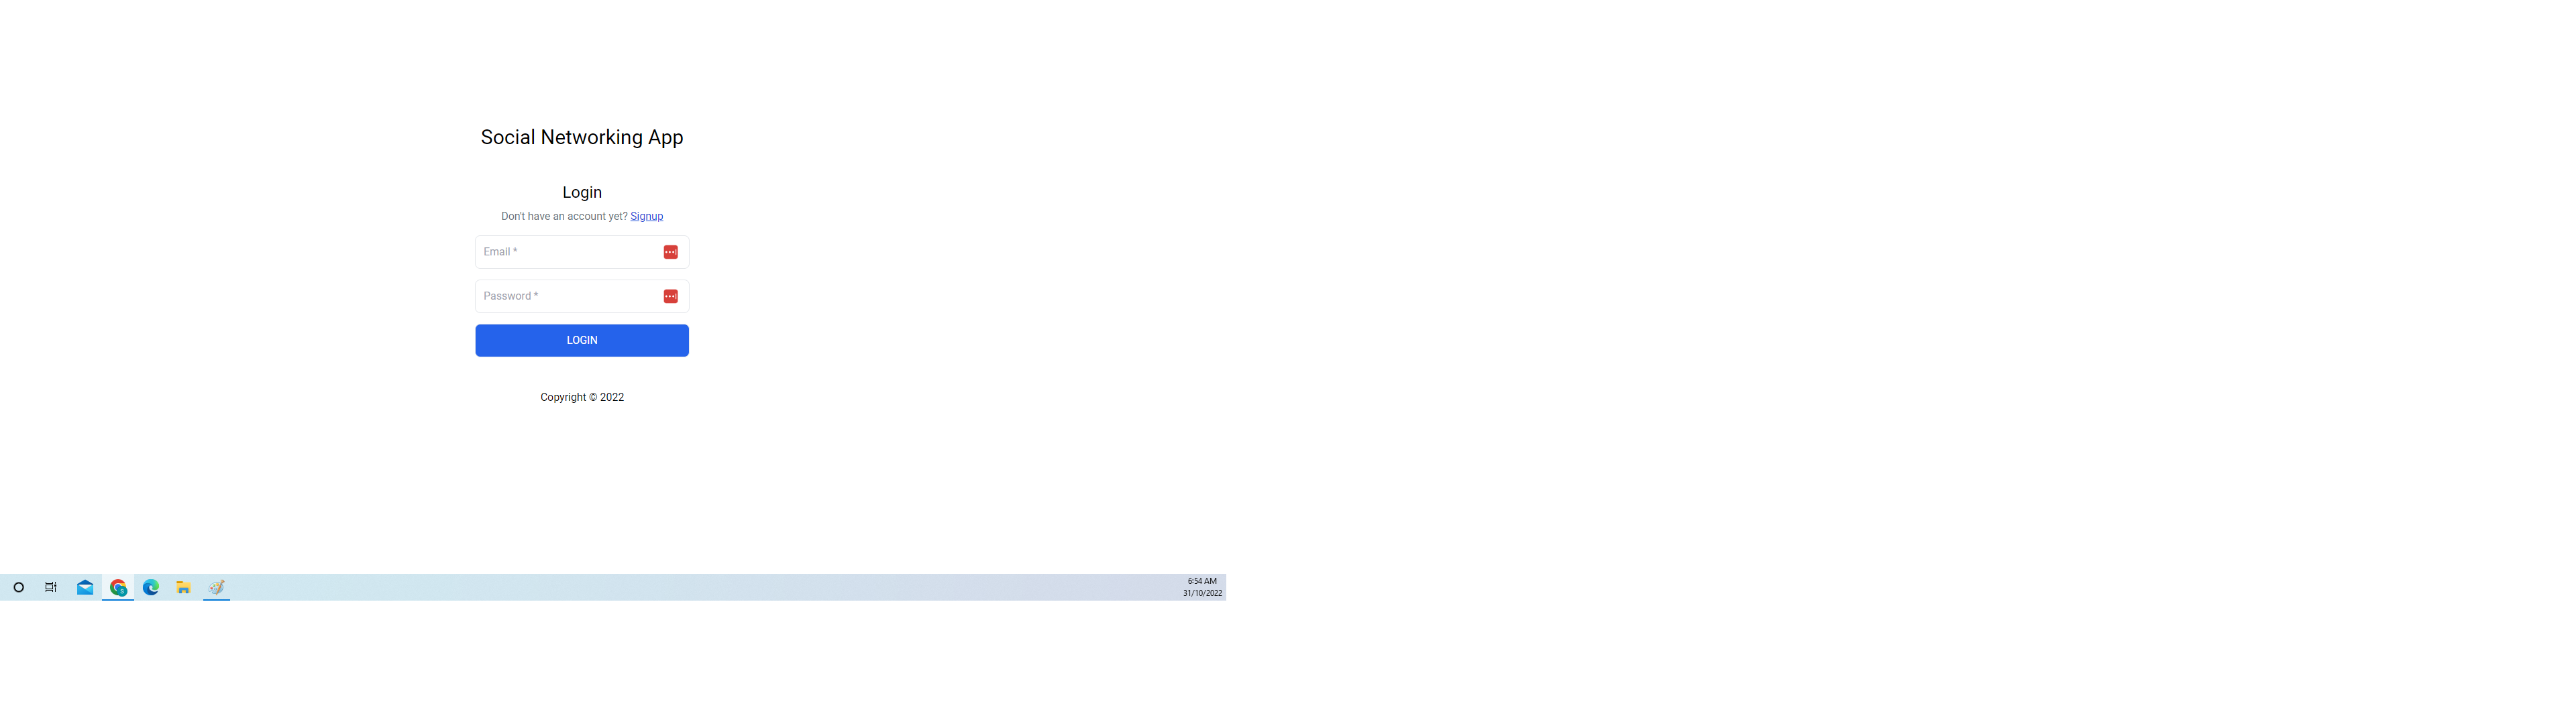 Social Networking App
Login
Don't have an account yet? Signup
Email *
Password *
LOGIN
Copyright © 2022
6:54 AM
31/10/2022